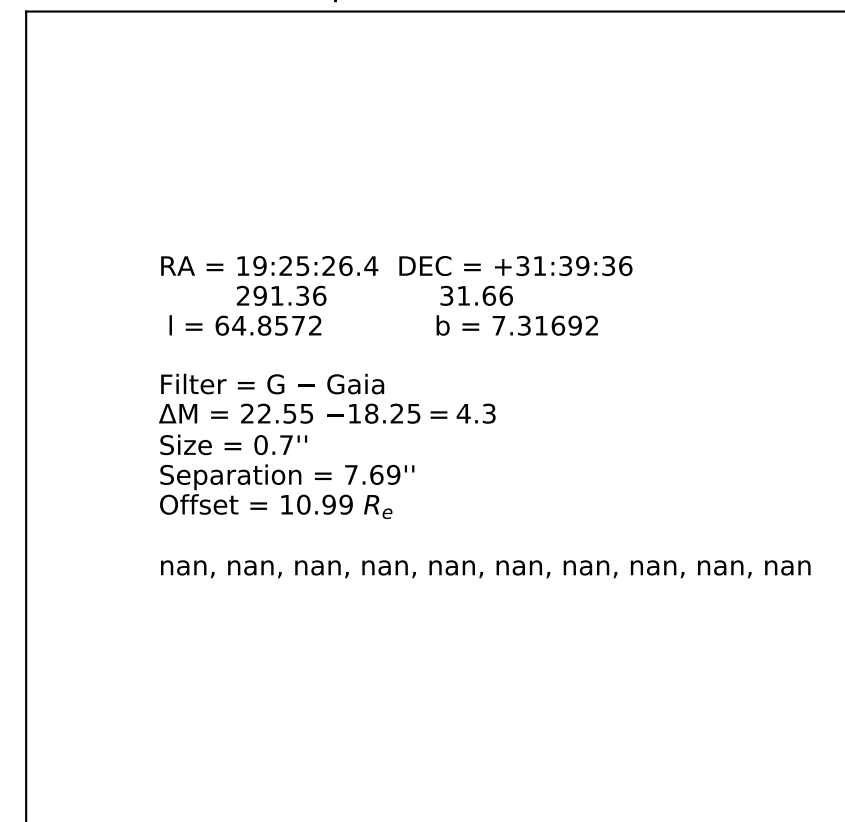 RA = 19:25:26.4 DEC = +31:39:36
291.36 31.66
l = 64.8572 b = 7.31692
Filter = G − Gaia
ΔM = 22.55 −18.25 = 4.3
Size = 0.7''
Separation = 7.69''
Offset = 10.99 Rₑ
nan, nan, nan, nan, nan, nan, nan, nan, nan, nan